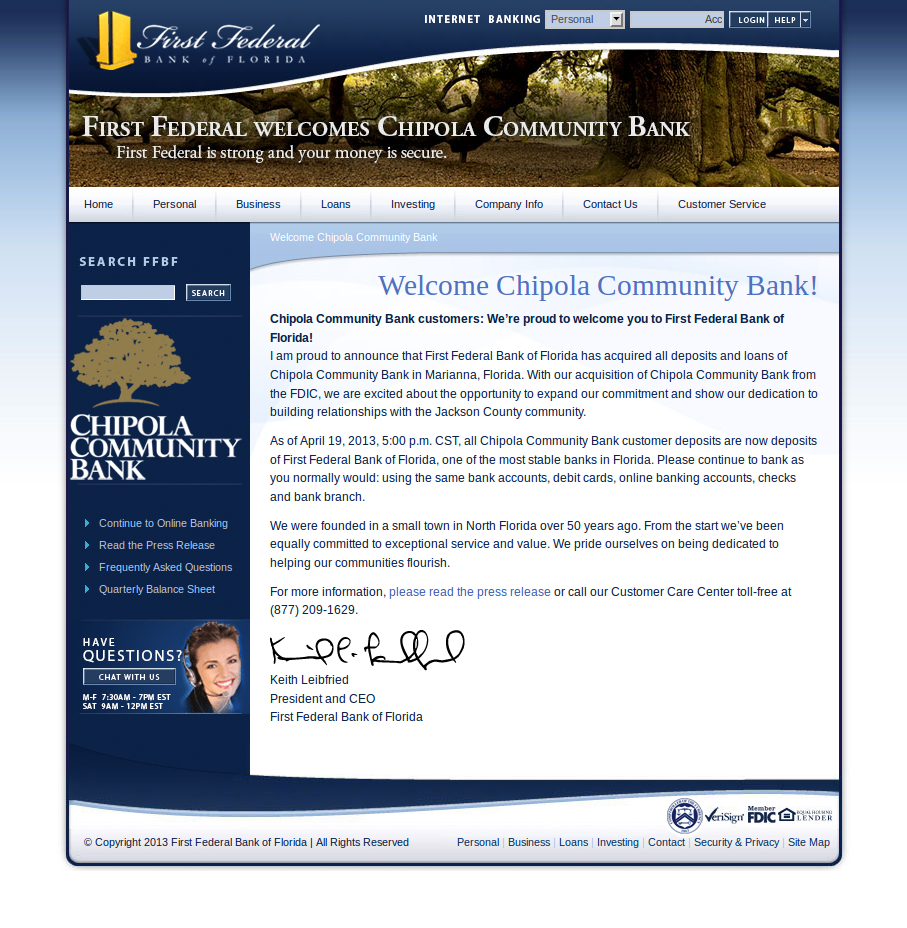 First Federal
BANK of FLORIDA
INTERNET BANKING Personal Acc LOGIN HELP
FIRST FEDERAL WELCOMES CHIPOLA COMMUNITY BANK
First Federal is strong and your money is secure.
Home Personal Business Loans Investing Company Info Contact Us Customer Service
Welcome Chipola Community Bank
SEARCH FFBF
SEARCH
CHIPOLA
COMMUNITY
BANK
Continue to Online Banking
Read the Press Release
Frequently Asked Questions
Quarterly Balance Sheet
HAVE
QUESTIONS?
CHAT WITH US
M-F 7:30AM - 7PM EST
SAT 9AM - 12PM EST
Welcome Chipola Community Bank!
Chipola Community Bank customers: We're proud to welcome you to First Federal Bank of
Florida!
I am proud to announce that First Federal Bank of Florida has acquired all deposits and loans of
Chipola Community Bank in Marianna, Florida. With our acquisition of Chipola Community Bank from
the FDIC, we are excited about the opportunity to expand our commitment and show our dedication to
building relationships with the Jackson County community.
As of April 19, 2013, 5:00 p.m. CST, all Chipola Community Bank customer deposits are now deposits
of First Federal Bank of Florida, one of the most stable banks in Florida. Please continue to bank as
you normally would: using the same bank accounts, debit cards, online banking accounts, checks
and bank branch.
We were founded in a small town in North Florida over 50 years ago. From the start we've been
equally committed to exceptional service and value. We pride ourselves on being dedicated to
helping our communities flourish.
For more information, please read the press release or call our Customer Care Center toll-free at
(877) 209-1629.
Keith Leibfried
President and CEO
First Federal Bank of Florida
VeriSign Member FDIC EQUAL HOUSING LENDER
© Copyright 2013 First Federal Bank of Florida | All Rights Reserved
Personal | Business | Loans | Investing | Contact | Security & Privacy | Site Map